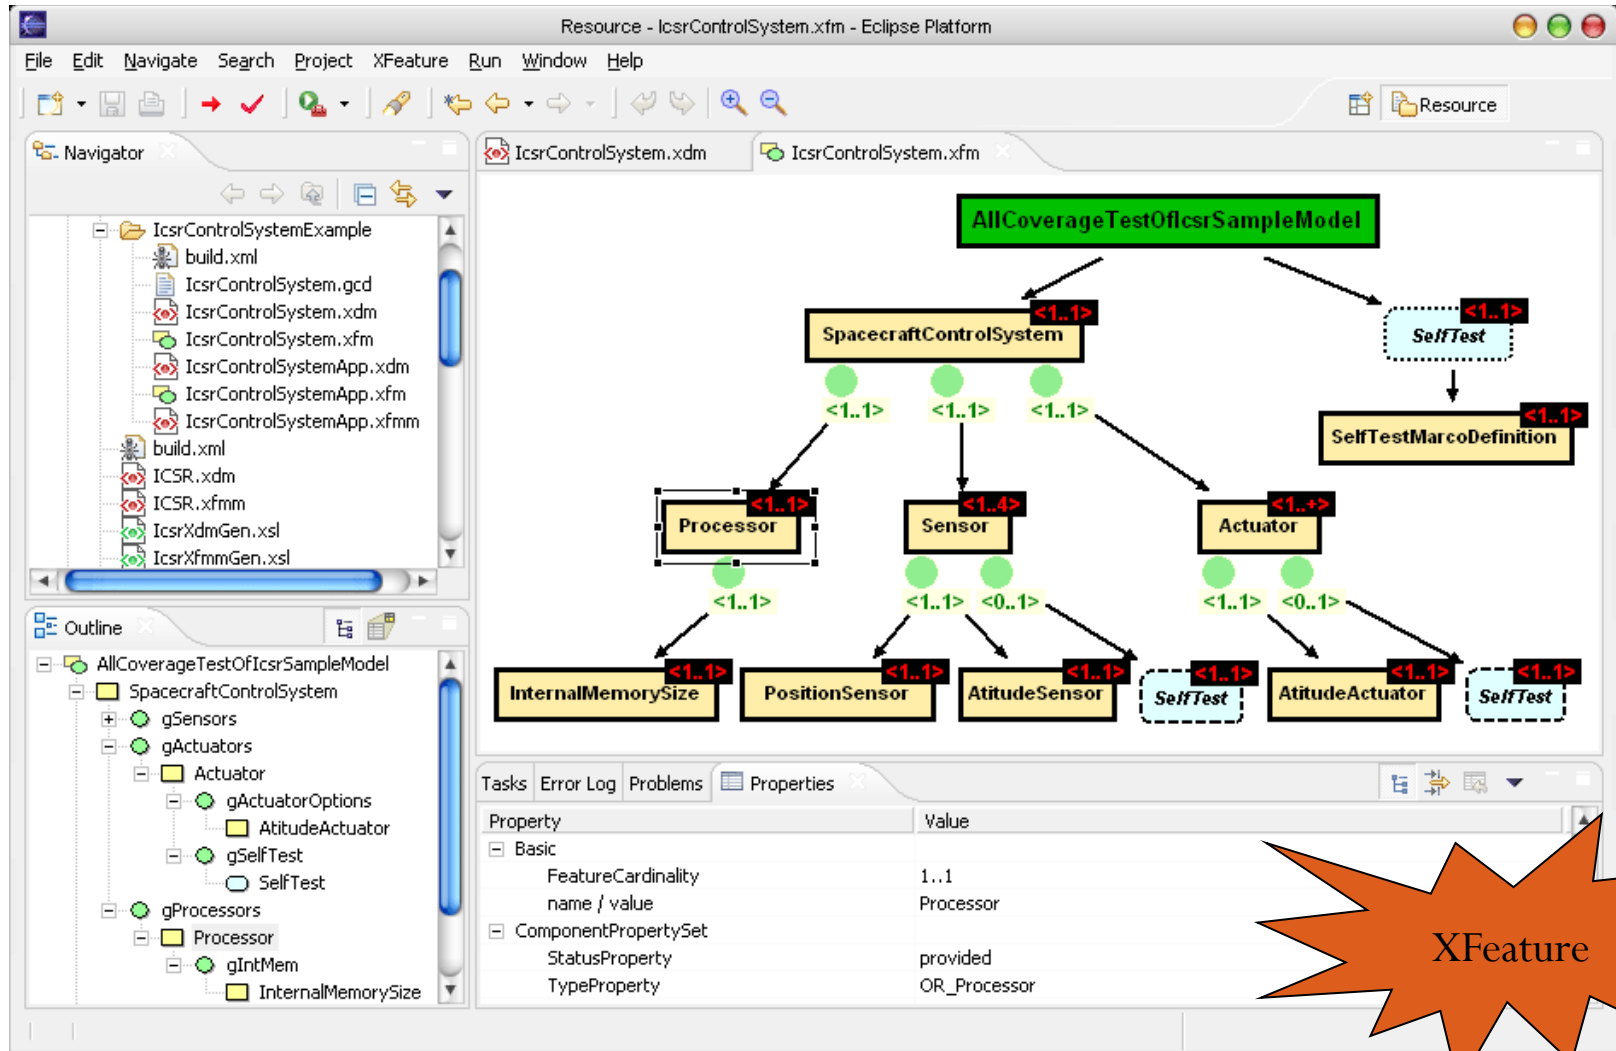 Resource - IcsrControlSystem.xfm - Eclipse Platform
File Edit Navigate Search Project XFeature Run Window Help
Resource
Navigator
IcsrControlSystemExample
build.xml
IcsrControlSystem.gcd
IcsrControlSystem.xdm
IcsrControlSystem.xfm
IcsrControlSystemApp.xdm
IcsrControlSystemApp.xfm
IcsrControlSystemApp.xfmm
build.xml
ICSR.xdm
ICSR.xfmm
IcsrXdmGen.xsl
IcsrXfmmGen.xsl
Outline
AllCoverageTestOfIcsrSampleModel
SpacecraftControlSystem
gSensors
gActuators
Actuator
gActuatorOptions
AtitudeActuator
gSelfTest
SelfTest
gProcessors
Processor
gIntMem
InternalMemorySize
IcsrControlSystem.xdm IcsrControlSystem.xfm
AllCoverageTestOfIcsrSampleModel
<1..1> <1..1>
SpacecraftControlSystem SelfTest
<1..1> <1..1> <1..1> <1..1>
SelfTestMarcoDefinition
<1..1> <1..4> <1..+>
Processor Sensor Actuator
<1..1> <1..1> <0..1> <1..1> <0..1>
<1..1> <1..1> <1..1> <1..1> <1..1> <1..1>
InternalMemorySize PositionSensor AtitudeSensor SelfTest AtitudeActuator SelfTest
Tasks Error Log Problems Properties
Property Value
Basic
FeatureCardinality 1..1
name / value Processor
ComponentPropertySet
StatusProperty provided
TypeProperty OR_Processor
XFeature